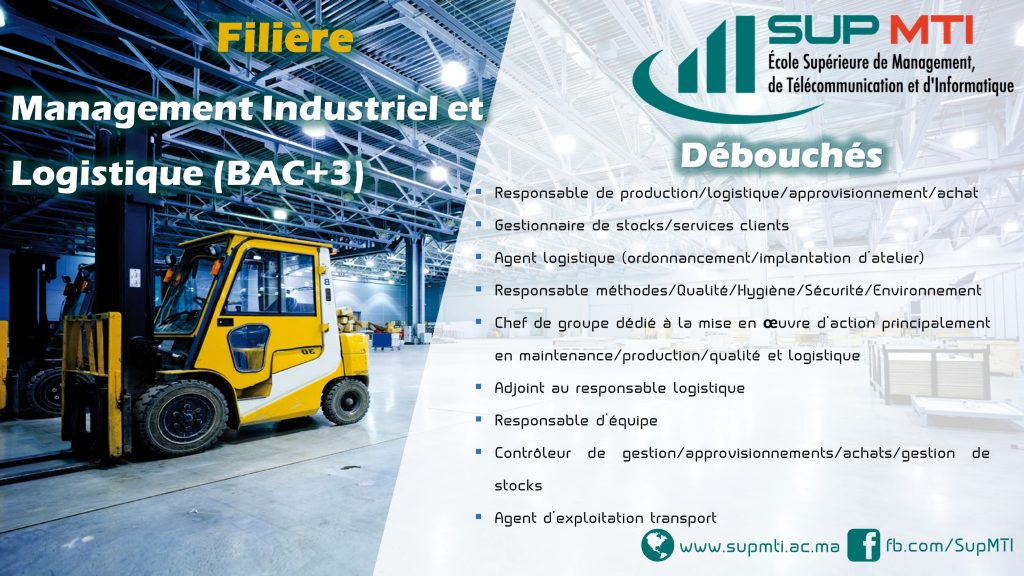 Filière
Management Industriel et
Logistique (BAC+3)
SUP MTI
École Supérieure de Management,
de Télécommunication et d'Informatique
Débouchés
▪ Responsable de production/logistique/approvisionnement/achat
▪ Gestionnaire de stocks/services clients
▪ Agent logistique (ordonnancement/implantation d'atelier)
▪ Responsable méthodes/Qualité/Hygiène/Sécurité/Environnement
▪ Chef de groupe dédié à la mise en œuvre d'action principalement
en maintenance/production/qualité et logistique
▪ Adjoint au responsable logistique
▪ Responsable d'équipe
▪ Contrôleur de gestion/approvisionnements/achats/gestion de
stocks
▪ Agent d'exploitation transport
www.supmti.ac.ma fb.com/SupMTI